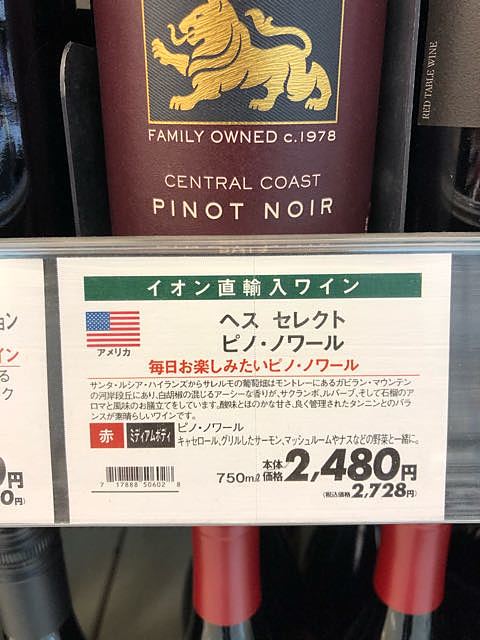 FAMILY OWNED c.1978
CENTRAL COAST
PINOT NOIR
RED TABLE WINE
イオン直輸入ワイン
アメリカ
ヘス セレクト
ピノ・ノワール
毎日お楽しみたいピノ・ノワール
サンタ・ルシア・ハイランズからサレルモの葡萄畑はモントレーにあるガビラン・マウンテン
の河岸段丘にあり、白胡椒の混じるアーシーな香りが、サクランボ、ルバーブ、そして石榴のア
ロマと風味のお膳立てをしています。酸味とほのかな甘さ、良く管理されたタンニンとのバラ
ンスが素晴らしいワインです。
赤 ミディアムボディ ピノ・ノワール
キャセロール、グリルしたサーモン、マッシュルームやナスなどの野菜と一緒に。
7 17888 50602 8
750mℓ 本体価格 2,480円
(税込価格 2,728円)
ョン
イン
る
ク
円
0円)